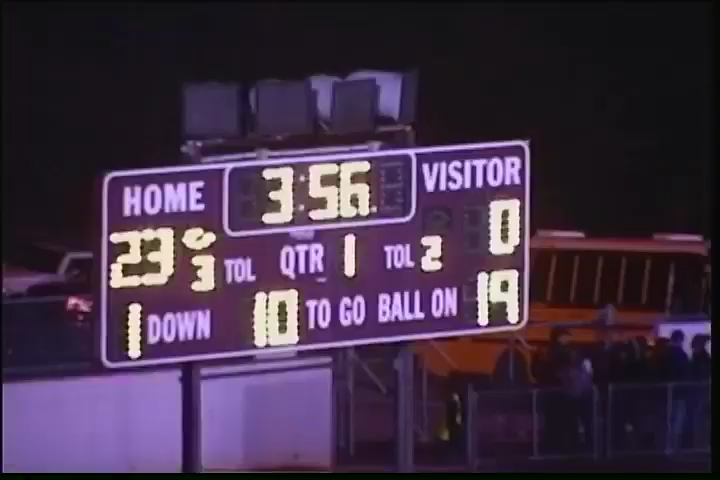 HOME 3:56 VISITOR
23 3 TOL QTR 1 TOL 2 0
1 DOWN 10 TO GO BALL ON 19